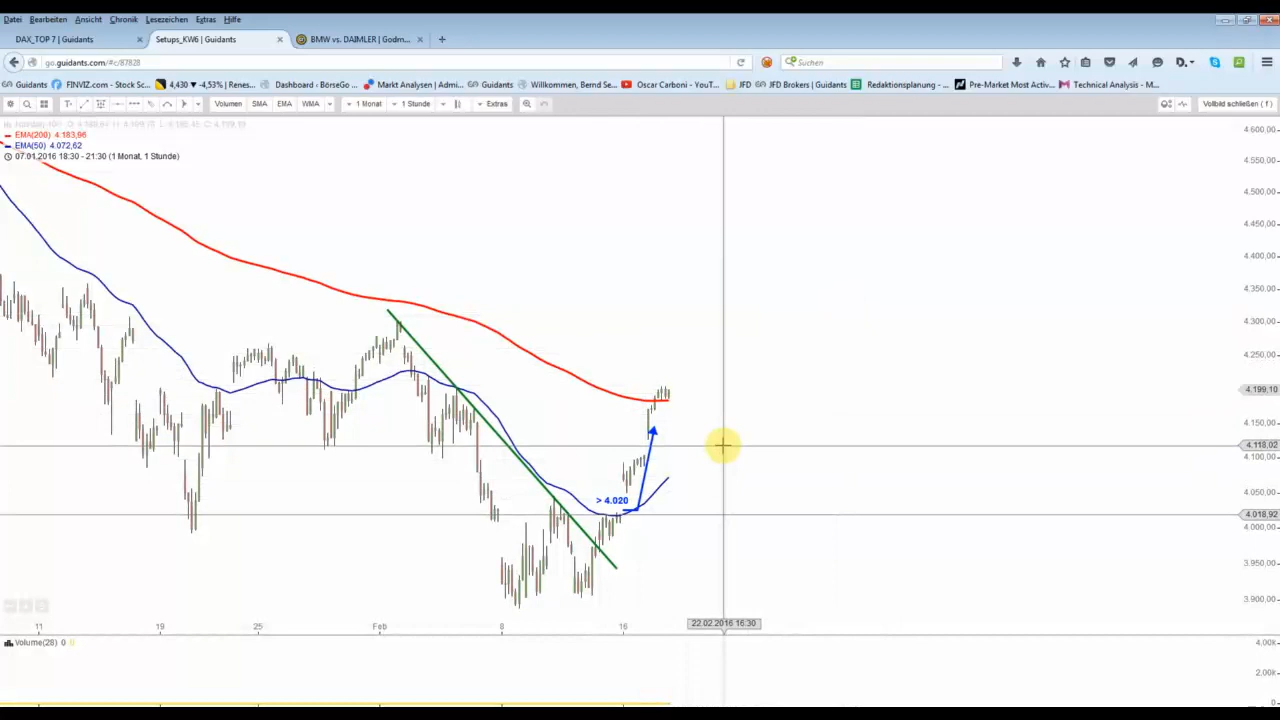 Datei Bearbeiten Ansicht Chronik Lesezeichen Extras Hilfe
DAX_TOP 7 | Guidants × Setups_KW6 | Guidants × BMW vs. DAIMLER | Godm... × +
go.guidants.com/#c/87828 Suchen
Guidants FINVIZ.com - Stock Scr... 4,430 ▼ -4,53% | Renes... Dashboard ‹ BörseGo ... Markt Analysen | Admi... Guidants Willkommen, Bernd Se... Oscar Carboni - YouT... JFD Brokers | Guidants Redaktionsplanung - ... Pre-Market Most Activ... Technical Analysis - M...
Volumen SMA EMA WMA 1 Monat 1 Stunde Extras Vollbild schließen ( f )
EMA(200) 4.183,96
EMA(50) 4.072,62
07.01.2016 18:30 - 21:30 (1 Monat, 1 Stunde)
4.600,00
4.550,00
4.500,00
4.450,00
4.400,00
4.350,00
4.300,00
4.250,00
4.199,10
4.150,00
4.118,02
4.100,00
4.050,00
> 4.020
4.018,92
4.000,00
3.950,00
3.900,00
11 19 25 Feb 8 16 22.02.2016 16:30
Volume(28) 0 0
4.00k
2.00k
0